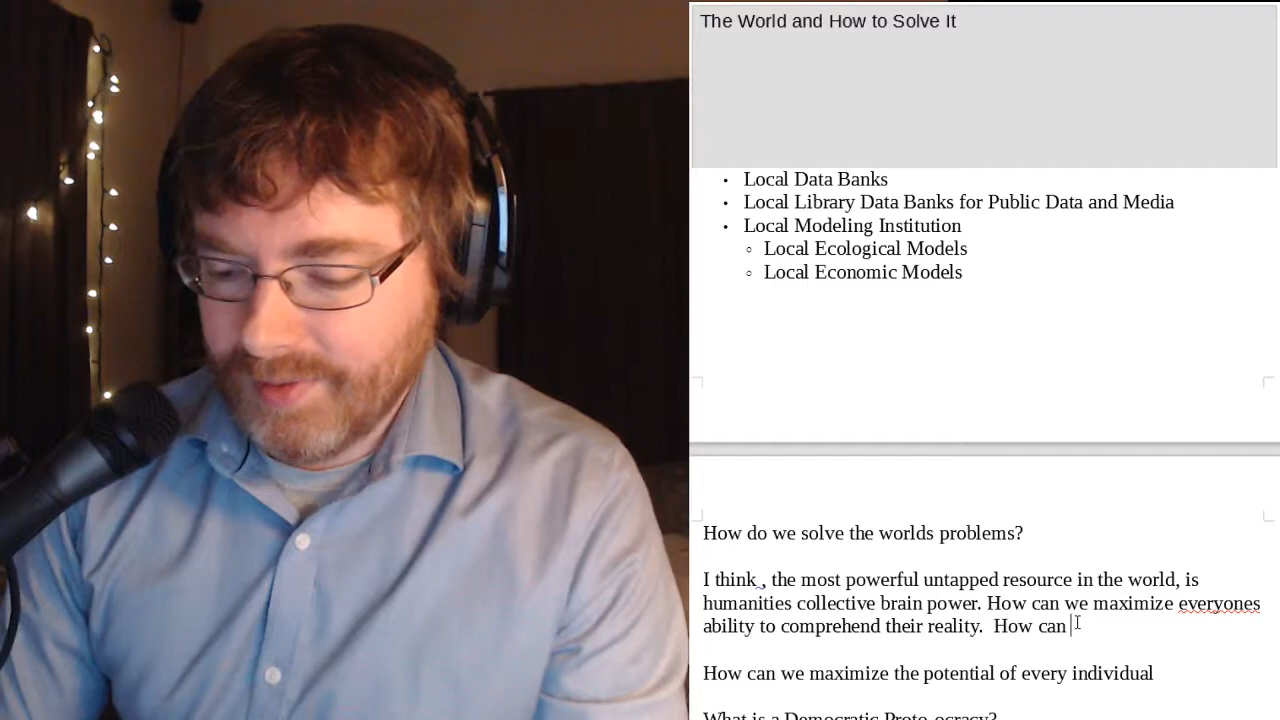 The World and How to Solve It
• Local Data Banks
• Local Library Data Banks for Public Data and Media
• Local Modeling Institution
◦ Local Ecological Models
◦ Local Economic Models
How do we solve the worlds problems?
I think , the most powerful untapped resource in the world, is
humanities collective brain power. How can we maximize everyones
ability to comprehend their reality.  How can
How can we maximize the potential of every individual
What is a Democratic Proto-ocracy?